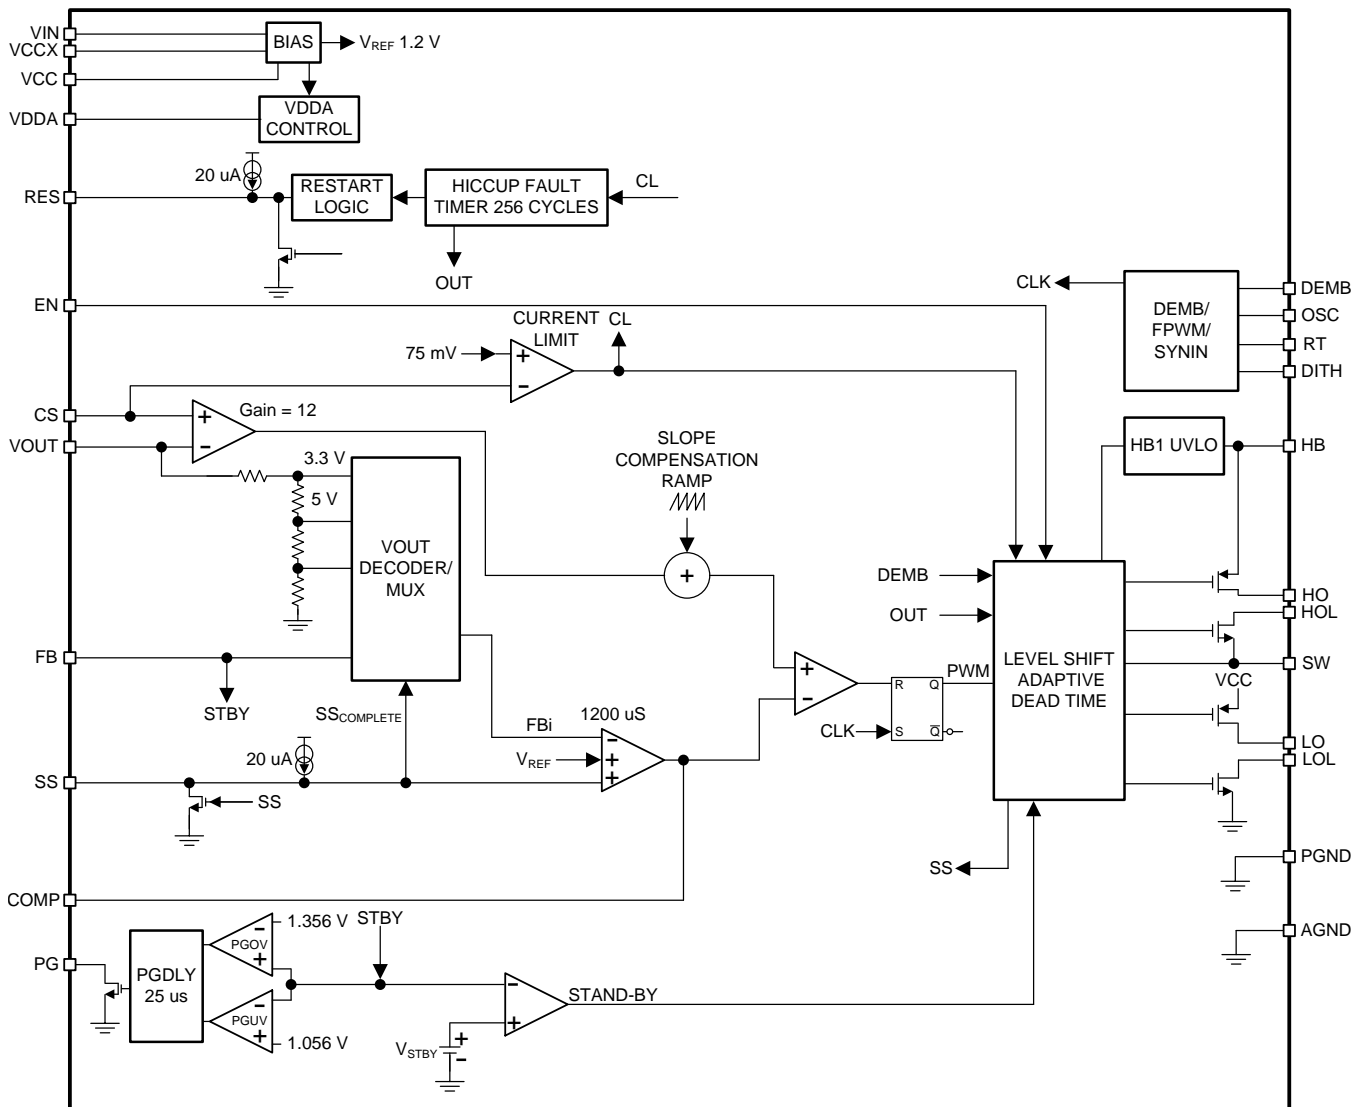 VIN
VCCX
VCC
VDDA
BIAS
VREF 1.2 V
VDDA
CONTROL
RES
20 uA
RESTART
LOGIC
HICCUP FAULT
TIMER 256 CYCLES
CL
OUT
EN
CURRENT
LIMIT
CL
75 mV
+
-
CS
VOUT
+
-
Gain = 12
3.3 V
5 V
VOUT
DECODER/
MUX
SLOPE
COMPENSATION
RAMP
+
CLK
DEMB/
FPWM/
SYNIN
DEMB
OSC
RT
DITH
HB1 UVLO
HB
DEMB
OUT
LEVEL SHIFT
ADAPTIVE
DEAD TIME
HO
HOL
SW
VCC
LO
LOL
FB
STBY
SSCOMPLETE
FBi
1200 uS
VREF
-
+
+
+
-
R
Q
S
Q
PWM
CLK
SS
20 uA
SS
SS
COMP
PG
PGDLY
25 us
-
PGOV
+
1.356 V
-
PGUV
+
1.056 V
STBY
-
+
STAND-BY
VSTBY
+
-
PGND
AGND